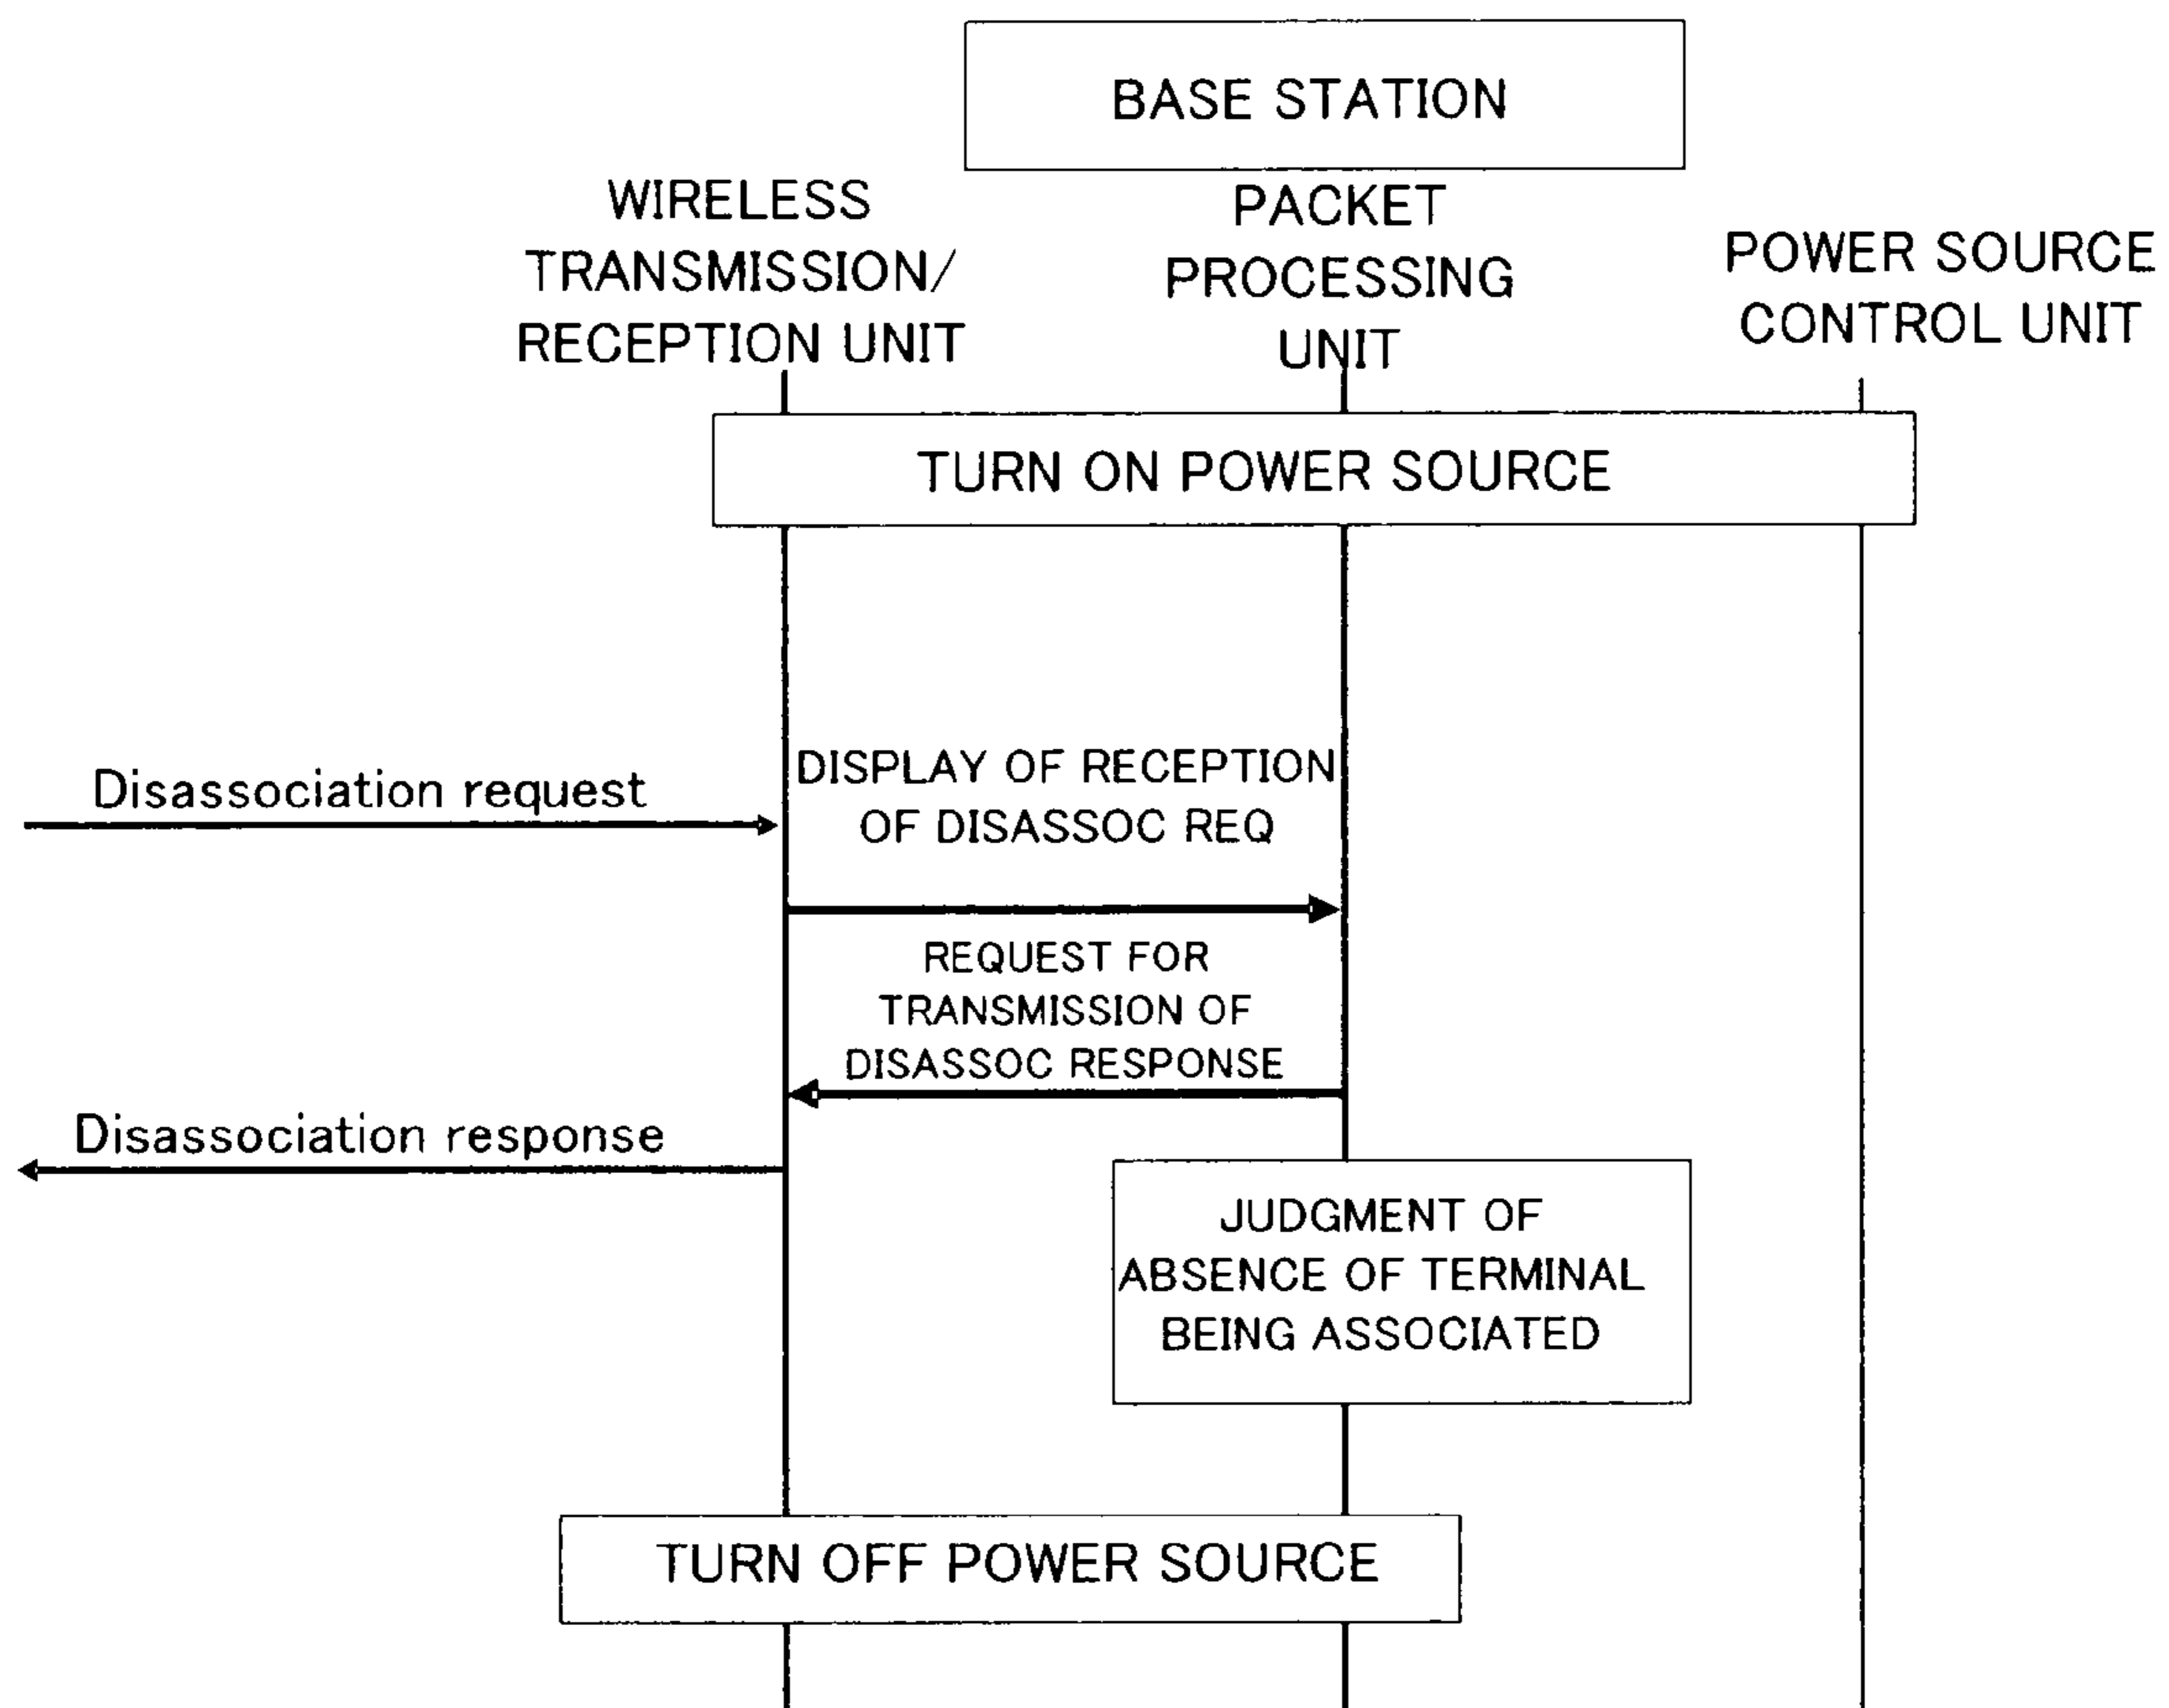 BASE STATION
WIRELESS
TRANSMISSION/
RECEPTION UNIT
PACKET
PROCESSING
UNIT
POWER SOURCE
CONTROL UNIT
TURN ON POWER SOURCE
Disassociation request
DISPLAY OF RECEPTION
OF DISASSOC REQ
REQUEST FOR
TRANSMISSION OF
DISASSOC RESPONSE
Disassociation response
JUDGMENT OF
ABSENCE OF TERMINAL
BEING ASSOCIATED
TURN OFF POWER SOURCE